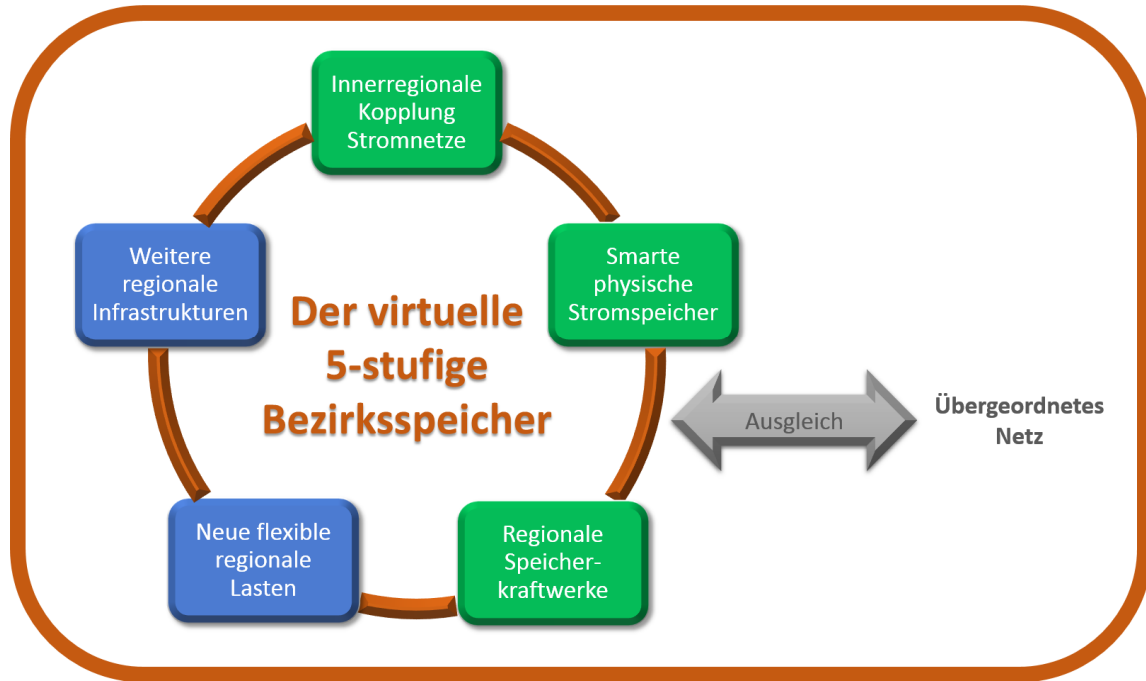 Innerregionale
Kopplung
Stromnetze
Weitere
regionale
Infrastrukturen
Smarte
physische
Stromspeicher
Der virtuelle
5-stufige
Bezirksspeicher
Ausgleich
Übergeordnetes
Netz
Neue flexible
regionale
Lasten
Regionale
Speicher-
kraftwerke